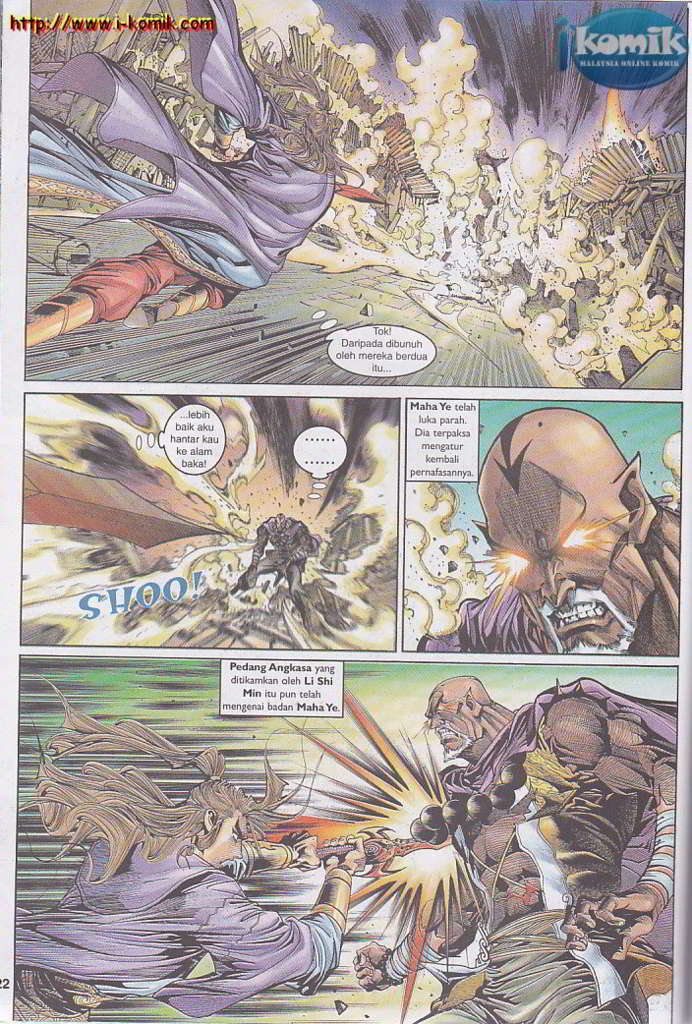 http://www.i-komik.com
ikomik
MALAYSIA ONLINE KOMIK
Tok!
Daripada dibunuh
oleh mereka berdua
itu...
...lebih
baik aku
hantar kau
ke alam
baka!
......
......
SHOOO!
Maha Ye telah
luka parah.
Dia terpaksa
mengatur
kembali
pernafasannya.
Pedang Angkasa yang
ditikamkan oleh Li Shi
Min itu pun telah
mengenai badan Maha Ye.
22